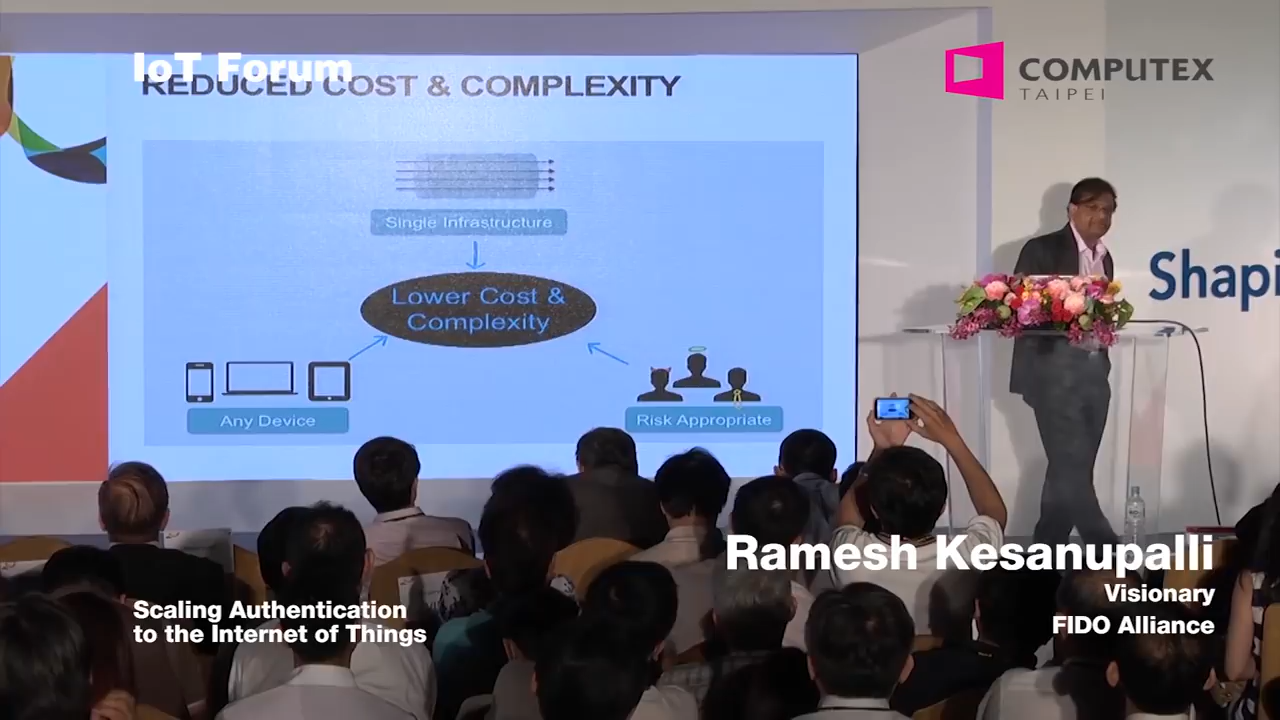 IoT Forum
REDUCED COST & COMPLEXITY
COMPUTEX
TAIPEI
Single Infrastructure
Lower Cost &
Complexity
Any Device
Risk Appropriate
Shapi
Ramesh Kesanupalli
Visionary
FIDO Alliance
Scaling Authentication
to the Internet of Things